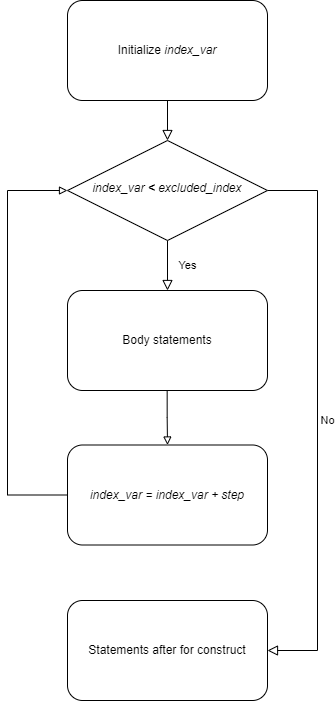 Initialize index_var
index_var < excluded_index
Yes
Body statements
No
index_var = index_var + step
Statements after for construct